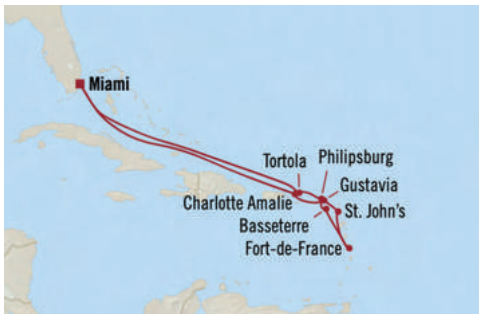 Miami
Tortola
Philipsburg
Gustavia
Charlotte Amalie
St. John's
Basseterre
Fort-de-France